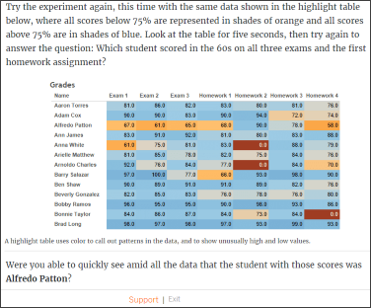 Try the experiment again, this time with the same data shown in the highlight table
below, where all scores below 75% are represented in shades of orange and all scores
above 75% are in shades of blue. Look at the table for five seconds, then try again to
answer the question: Which student scored in the 60s on all three exams and the first
homework assignment?
Grades
Name Exam 1 Exam 2 Exam 3 Homework 1 Homework 2 Homework 3 Homework 4
Aaron Torres 81.0 86.0 82.0 83.0 80.0 81.0 76.0
Adam Cox 90.0 90.0 83.0 90.0 94.0 72.0 74.0
Alfredo Patton 67.0 61.0 65.0 68.0 90.0 78.0 58.0
Ann James 83.0 91.0 92.0 81.0 80.0 83.0 88.0
Anna White 61.0 75.0 81.0 83.0 0.0 88.0 79.0
Arielle Matthew 81.0 85.0 78.0 82.0 75.0 84.0 76.0
Arnoldo Charles 92.0 76.0 84.0 77.0 0.0 84.0 70.0
Barry Salazar 97.0 100.0 77.0 66.0 93.0 98.0 90.0
Ben Shaw 90.0 89.0 91.0 91.0 89.0 82.0 76.0
Beverly Gonzalez 82.0 85.0 83.0 76.0 78.0 76.0 80.0
Bobby Ramos 96.0 95.0 95.0 90.0 98.0 93.0 86.0
Bonnie Taylor 84.0 86.0 87.0 84.0 73.0 84.0 0.0
Brad Long 98.0 97.0 96.0 97.0 93.0 99.0 93.0
A highlight table uses color to call out patterns in the data, and to show unusually high and low values.
Were you able to quickly see amid all the data that the student with those scores was
Alfredo Patton?
Support | Exit